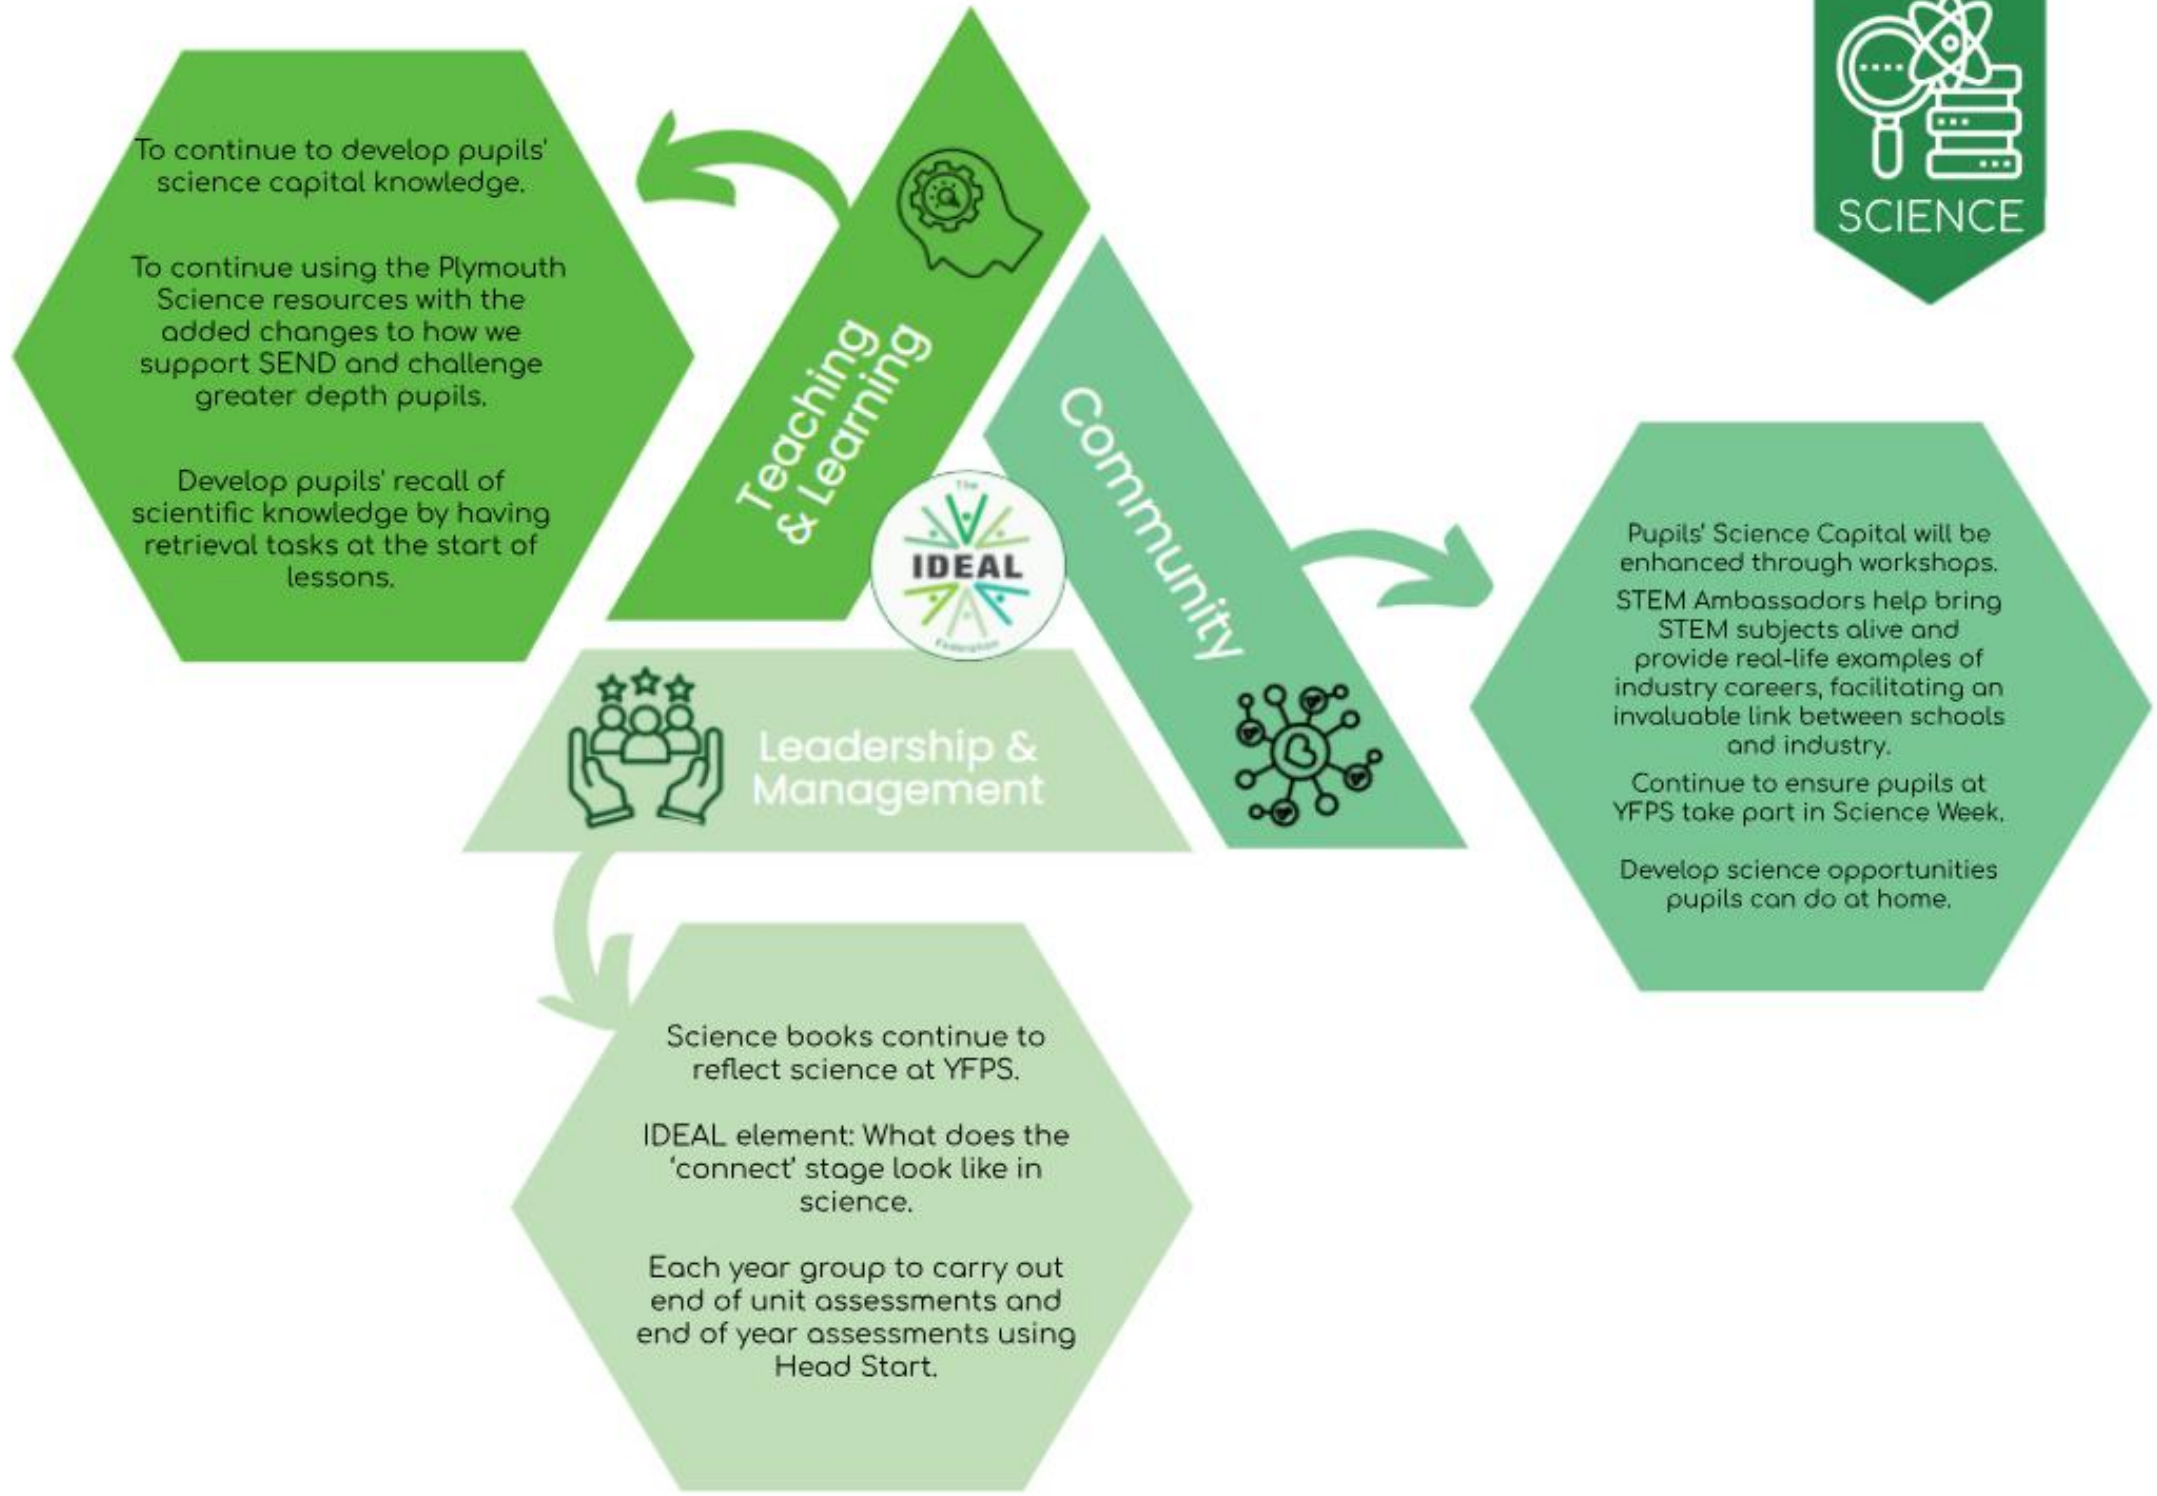 To continue to develop pupils'
science capital knowledge.
To continue using the Plymouth
Science resources with the
added changes to how we
support SEND and challenge
greater depth pupils.
Develop pupils' recall of
scientific knowledge by having
retrieval tasks at the start of
lessons.
Teaching
& Learning
Community
The
IDEAL
Federation
Leadership &
Management
SCIENCE
Pupils' Science Capital will be
enhanced through workshops.
STEM Ambassadors help bring
STEM subjects alive and
provide real-life examples of
industry careers, facilitating an
invaluable link between schools
and industry.
Continue to ensure pupils at
YFPS take part in Science Week.
Develop science opportunities
pupils can do at home.
Science books continue to
reflect science at YFPS.
IDEAL element: What does the
'connect' stage look like in
science.
Each year group to carry out
end of unit assessments and
end of year assessments using
Head Start.